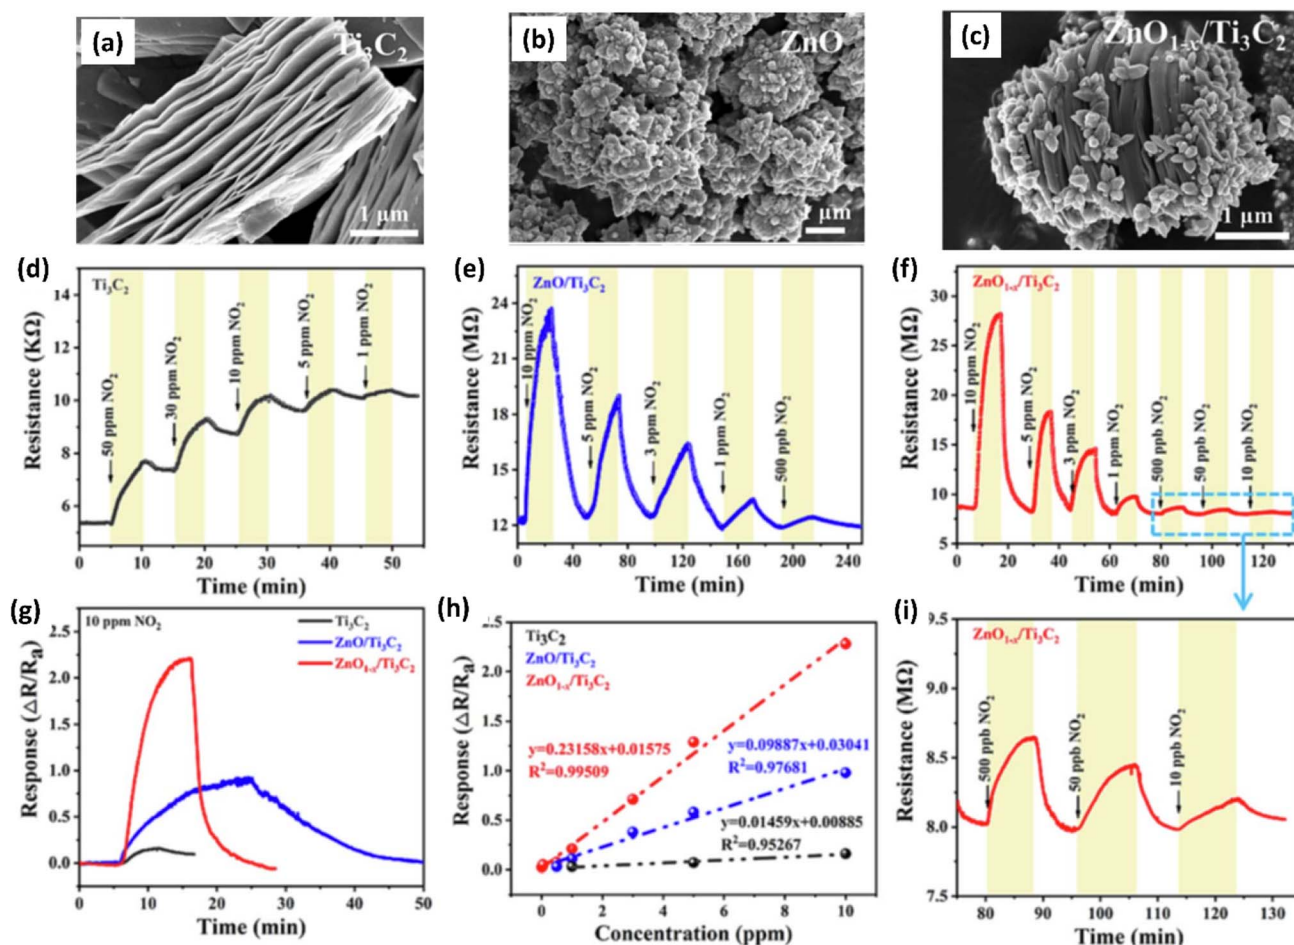 (a)
Ti₃C₂
1 μm
(b)
ZnO
1 μm
(c)
ZnO₁₋ₓ/Ti₃C₂
1 μm
(d)
Ti₃C₂
50 ppm NO₂
30 ppm NO₂
10 ppm NO₂
5 ppm NO₂
1 ppm NO₂
Resistance (KΩ)
14
12
10
8
6
0 10 20 30 40 50
Time (min)
(e)
ZnO/Ti₃C₂
10 ppm NO₂
5 ppm NO₂
3 ppm NO₂
1 ppm NO₂
500 ppb NO₂
Resistance (MΩ)
24
21
18
15
12
0 40 80 120 160 200 240
Time (min)
(f)
ZnO₁₋ₓ/Ti₃C₂
10 ppm NO₂
5 ppm NO₂
3 ppm NO₂
1 ppm NO₂
500 ppb NO₂
50 ppb NO₂
10 ppb NO₂
Resistance (MΩ)
30
25
20
15
10
5
0 20 40 60 80 100 120
Time (min)
(g)
10 ppm NO₂
Ti₃C₂
ZnO/Ti₃C₂
ZnO₁₋ₓ/Ti₃C₂
Response (△R/Rₐ)
2.5
2.0
1.5
1.0
0.5
0.0
0 10 20 30 40 50
Time (min)
(h)
Ti₃C₂
ZnO/Ti₃C₂
ZnO₁₋ₓ/Ti₃C₂
y=0.23158x+0.01575
R²=0.99509
y=0.09887x+0.03041
R²=0.97681
y=0.01459x+0.00885
R²=0.95267
Response (△R/Rₐ)
2.5
2.0
1.5
1.0
0.5
0.0
0 2 4 6 8 10
Concentration (ppm)
(i)
ZnO₁₋ₓ/Ti₃C₂
500 ppb NO₂
50 ppb NO₂
10 ppb NO₂
Resistance (MΩ)
9.5
9.0
8.5
8.0
7.5
80 90 100 110 120 130
Time (min)